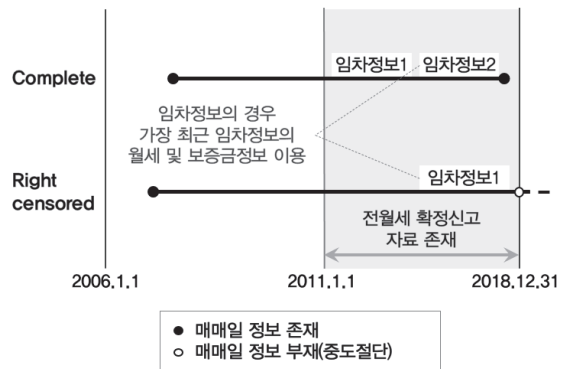 Complete
임차정보1
임차정보2
임차정보의 경우
가장 최근 임차정보의
월세 및 보증금정보 이용
Right
censored
임차정보1
전월세 확정신고
자료 존재
2006.1.1
2011.1.1
2018.12.31
● 매매일 정보 존재
○ 매매일 정보 부재(중도절단)